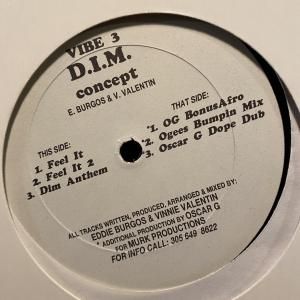 VIBE 3
D.I.M.
concept
E. BURGOS & V. VALENTIN
THIS SIDE:
1. Feel It
2. Feel It 2
3. Dim Anthem
THAT SIDE:
*1. OG BonusAfro
*2. Ogees Bumpin Mix
*3. Oscar G Dope Dub
ALL TRACKS WRITTEN, PRODUCED, ARRANGED & MIXED BY:
EDDIE BURGOS & VINNIE VALENTIN
* ADDITIONAL PRODUCTION BY OSCAR G
FOR MURK PRODUCTIONS
FOR INFO CALL: 305 649 8622